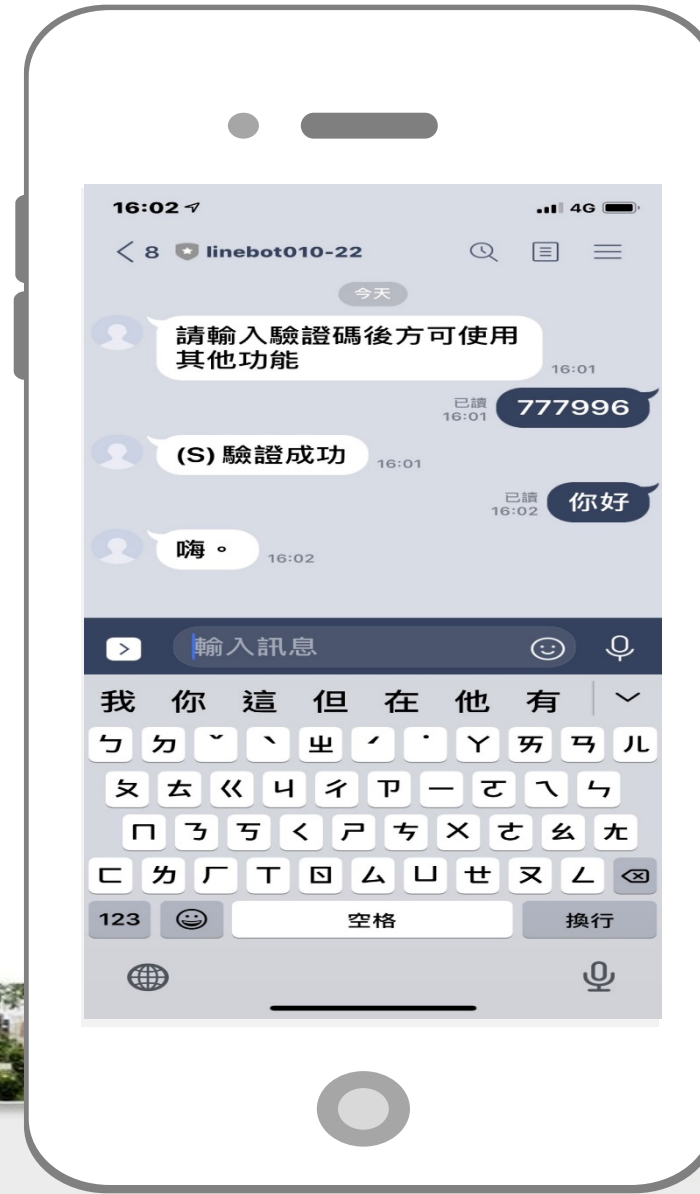 16:02 4G
8 linebot010-22
今天
請輸入驗證碼後方可使用
其他功能
16:01
已讀
16:01
777996
(S) 驗證成功 16:01
已讀
16:02
你好
嗨。 16:02
輸入訊息
我 你 這 但 在 他 有
ㄅ ㄉ ˇ ˋ ㄓ ˊ ˙ ㄚ ㄞ ㄢ ㄦ
ㄆ ㄊ ㄍ ㄐ ㄔ ㄗ ㄧ ㄛ ㄟ ㄣ
ㄇ ㄋ ㄎ ㄑ ㄕ ㄘ ㄨ ㄜ ㄠ ㄤ
ㄈ ㄌ ㄏ ㄒ ㄖ ㄙ ㄩ ㄝ ㄡ ㄥ
123 空格 換行